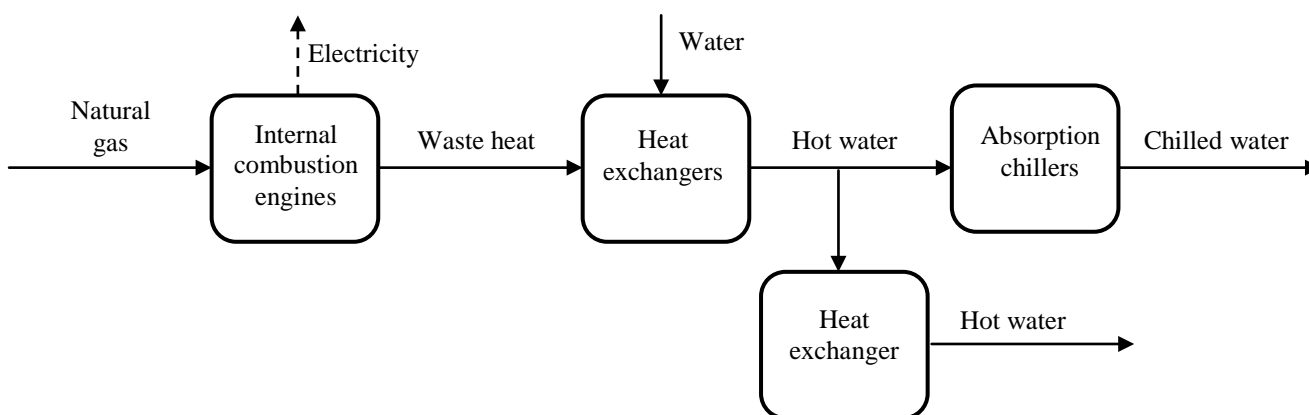 Electricity
Water
Natural
gas
Internal
combustion
engines
Waste heat
Heat
exchangers
Hot water
Absorption
chillers
Chilled water
Heat
exchanger
Hot water